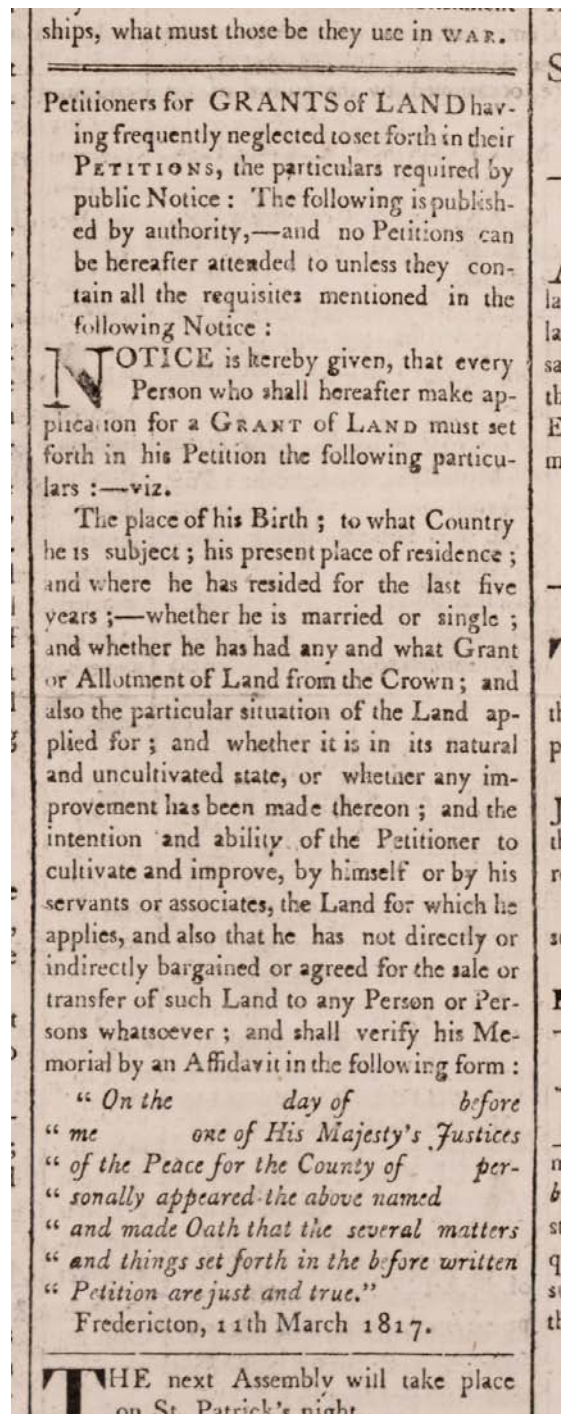 ships, what must those be they use in WAR.
Petitioners for GRANTS of LAND hav-
ing frequently neglected to set forth in their
PETITIONS, the particulars required by
public Notice : The following is publish-
ed by authority,—and no Petitions can
be hereafter attended to unless they con-
tain all the requisites mentioned in the
following Notice :
NOTICE is hereby given, that every
Person who shall hereafter make ap-
plication for a GRANT of LAND must set
forth in his Petition the following particu-
lars :—viz.
The place of his Birth ; to what Country
he is subject ; his present place of residence ;
and where he has resided for the last five
years ;—whether he is married or single ;
and whether he has had any and what Grant
or Allotment of Land from the Crown ; and
also the particular situation of the Land ap-
plied for ; and whether it is in its natural
and uncultivated state, or whether any im-
provement has been made thereon ; and the
intention and ability of the Petitioner to
cultivate and improve, by himself or by his
servants or associates, the Land for which he
applies, and also that he has not directly or
indirectly bargained or agreed for the sale or
transfer of such Land to any Person or Per-
sons whatsoever ; and shall verify his Me-
morial by an Affidavit in the following form :
“ On the day of before
“ me one of His Majesty's Justices
“ of the Peace for the County of per-
“ sonally appeared the above named
“ and made Oath that the several matters
“ and things set forth in the before written
“ Petition are just and true.”
Fredericton, 11th March 1817.
THE next Assembly will take place
on St. Patrick's night